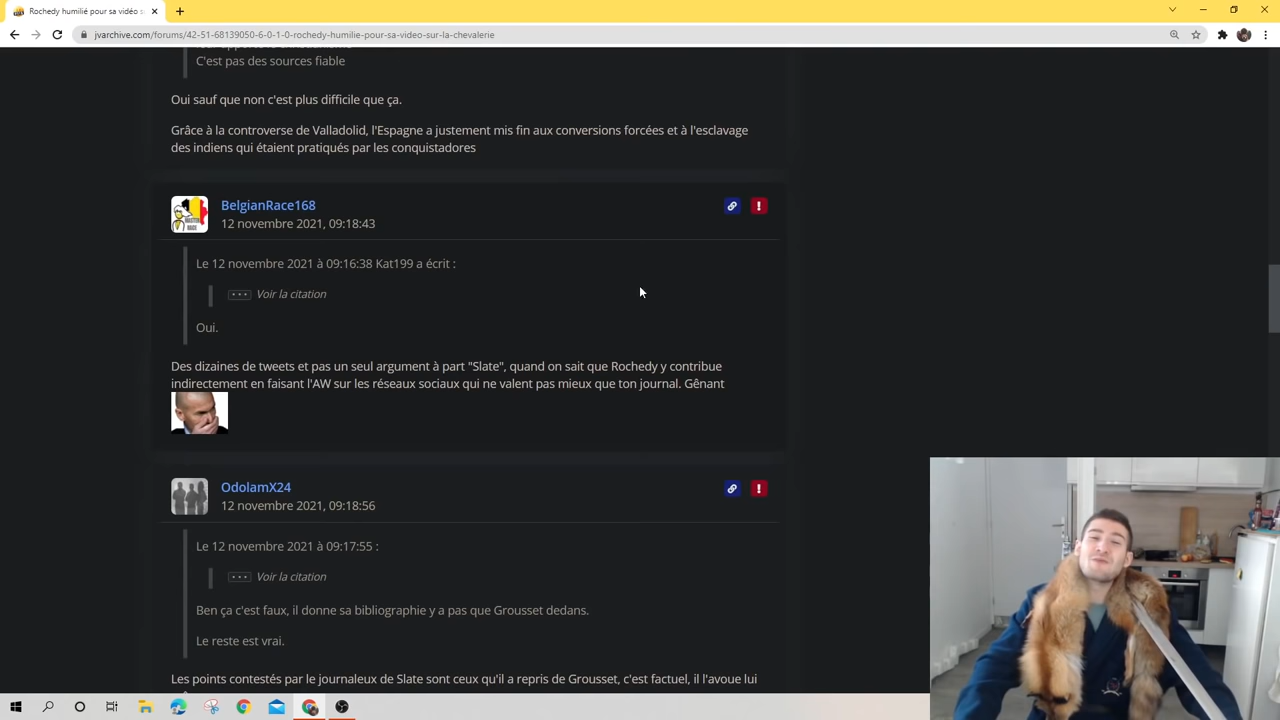 Rochedy humilié pour sa vidéo s
jvarchive.com/forums/42-51-68139050-6-0-1-0-rochedy-humilie-pour-sa-video-sur-la-chevalerie
C'est pas des sources fiable
Oui sauf que non c'est plus difficile que ça.
Grâce à la controverse de Valladolid, l'Espagne a justement mis fin aux conversions forcées et à l'esclavage
des indiens qui étaient pratiqués par les conquistadores
BelgianRace168
12 novembre 2021, 09:18:43
Le 12 novembre 2021 à 09:16:38 Kat199 a écrit :
Voir la citation
Oui.
Des dizaines de tweets et pas un seul argument à part "Slate", quand on sait que Rochedy y contribue
indirectement en faisant l'AW sur les réseaux sociaux qui ne valent pas mieux que ton journal. Gênant
OdolamX24
12 novembre 2021, 09:18:56
Le 12 novembre 2021 à 09:17:55 :
Voir la citation
Ben ça c'est faux, il donne sa bibliographie y a pas que Grousset dedans.
Le reste est vrai.
Les points contestés par le journaleux de Slate sont ceux qu'il a repris de Grousset, c'est factuel, il l'avoue lui